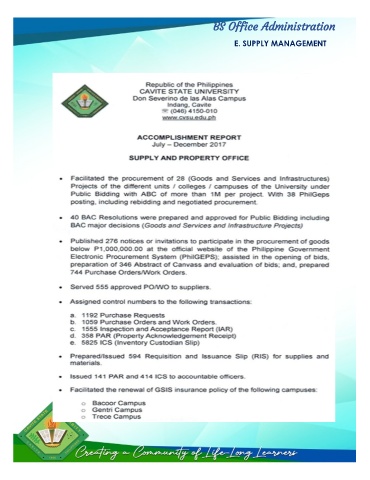 BS Office Administration
E. SUPPLY MANAGEMENT
Republic of the Philippines
CAVITE STATE UNIVERSITY
Don Severino de las Alas Campus
Indang, Cavite
☏ (046) 4150-010
www.cvsu.edu.ph
ACCOMPLISHMENT REPORT
July – December 2017
SUPPLY AND PROPERTY OFFICE
• Facilitated the procurement of 26 (Goods and Services and Infrastructures)
Projects of the different units / colleges / campuses of the University under
Public Bidding with ABC of more than 1M per project. With 38 PhilGeps
posting, including rebidding and negotiated procurement.
• 40 BAC Resolutions were prepared and approved for Public Bidding including
BAC major decisions (Goods and Services and Infrastructure Projects)
• Published 276 notices or invitations to participate in the procurement of goods
below P1,000,000.00 at the official website of the Philippine Government
Electronic Procurement System (PhilGEPS); assisted in the opening of bids,
preparation of 346 Abstract of Canvass and evaluation of bids; and, prepared
744 Purchase Orders/Work Orders.
• Served 555 approved PO/WO to suppliers.
• Assigned control numbers to the following transactions:
a. 1192 Purchase Requests
b. 1059 Purchase Orders and Work Orders.
c. 1555 Inspection and Acceptance Report (IAR)
d. 358 PAR (Property Acknowledgement Receipt)
e. 5625 ICS (Inventory Custodian Slip)
• Prepared/Issued 594 Requisition and Issuance Slip (RIS) for supplies and
materials.
• Issued 141 PAR and 414 ICS to accountable officers.
• Facilitated the renewal of GSIS insurance policy of the following campuses:
o Bacoor Campus
o Gentri Campus
o Trece Campus
Creating a Community of Life-Long Learners